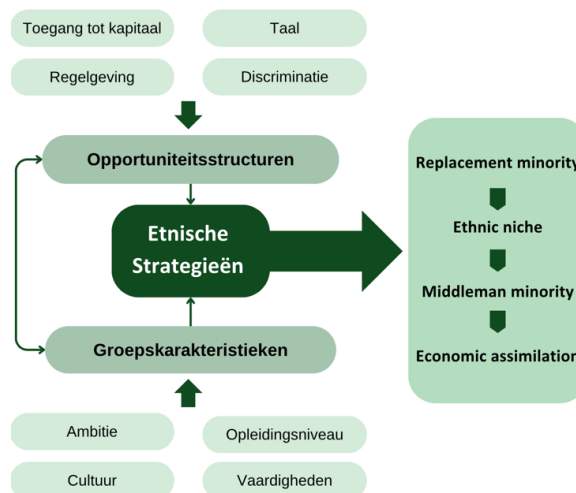 Toegang tot kapitaal
Taal
Regelgeving
Discriminatie
Opportuniteitsstructuren
Etnische
Strategieën
Groepskarakteristieken
Ambitie
Opleidingsniveau
Cultuur
Vaardigheden
Replacement minority
Ethnic niche
Middleman minority
Economic assimilation